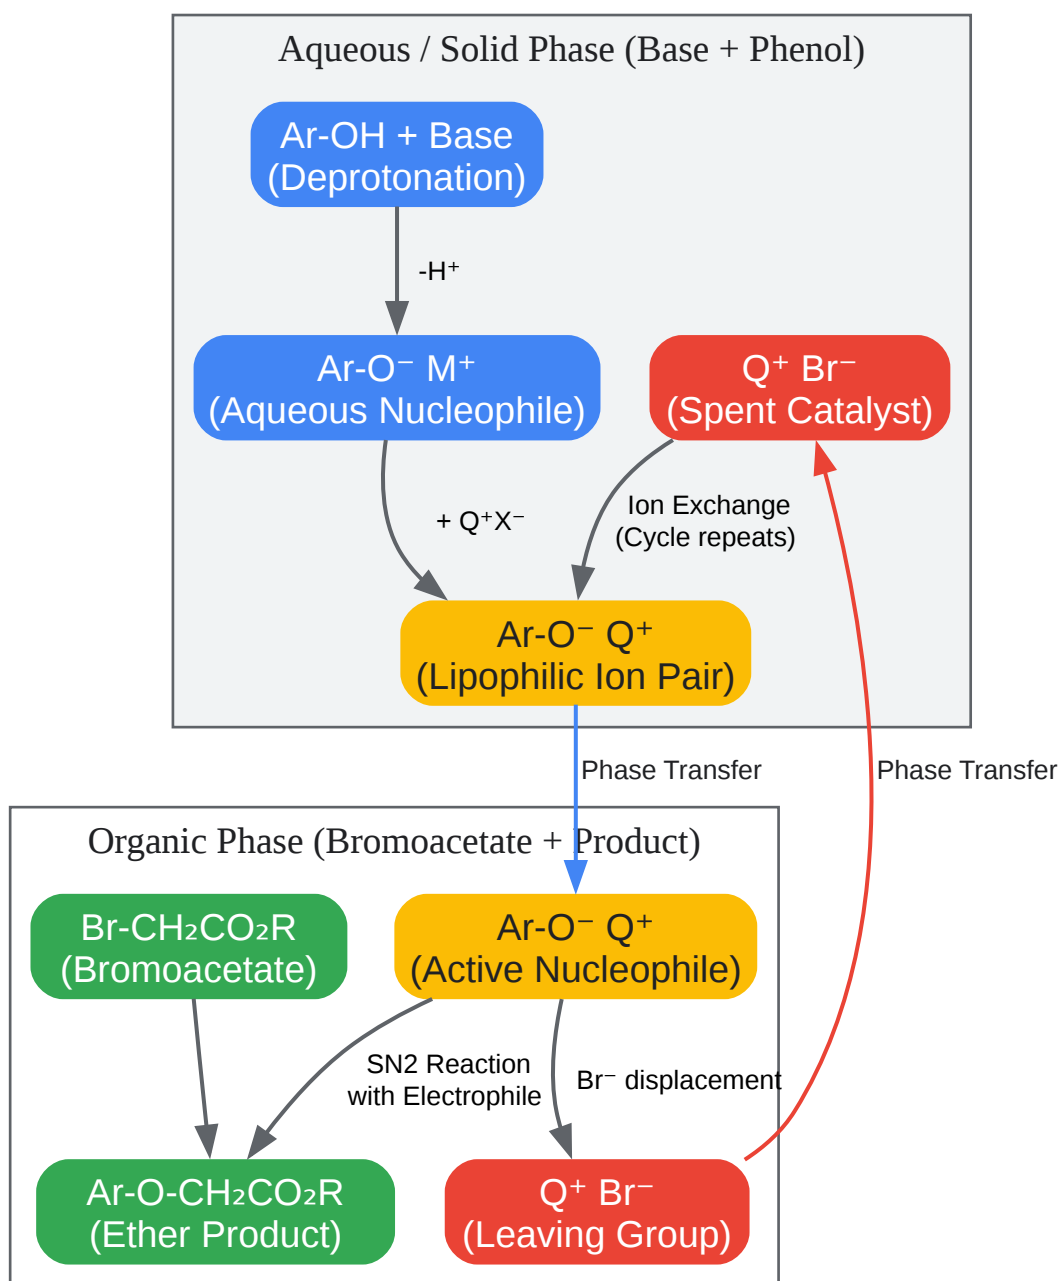 Aqueous / Solid Phase (Base + Phenol)
Ar-OH + Base
(Deprotonation)
-H⁺
Ar-O⁻ M⁺
(Aqueous Nucleophile)
Q⁺ Br⁻
(Spent Catalyst)
+ Q⁺X⁻
Ion Exchange
(Cycle repeats)
Ar-O⁻ Q⁺
(Lipophilic Ion Pair)
Phase Transfer
Phase Transfer
Organic Phase (Bromoacetate + Product)
Br-CH₂CO₂R
(Bromoacetate)
Ar-O⁻ Q⁺
(Active Nucleophile)
SN2 Reaction
with Electrophile
Br⁻ displacement
Ar-O-CH₂CO₂R
(Ether Product)
Q⁺ Br⁻
(Leaving Group)